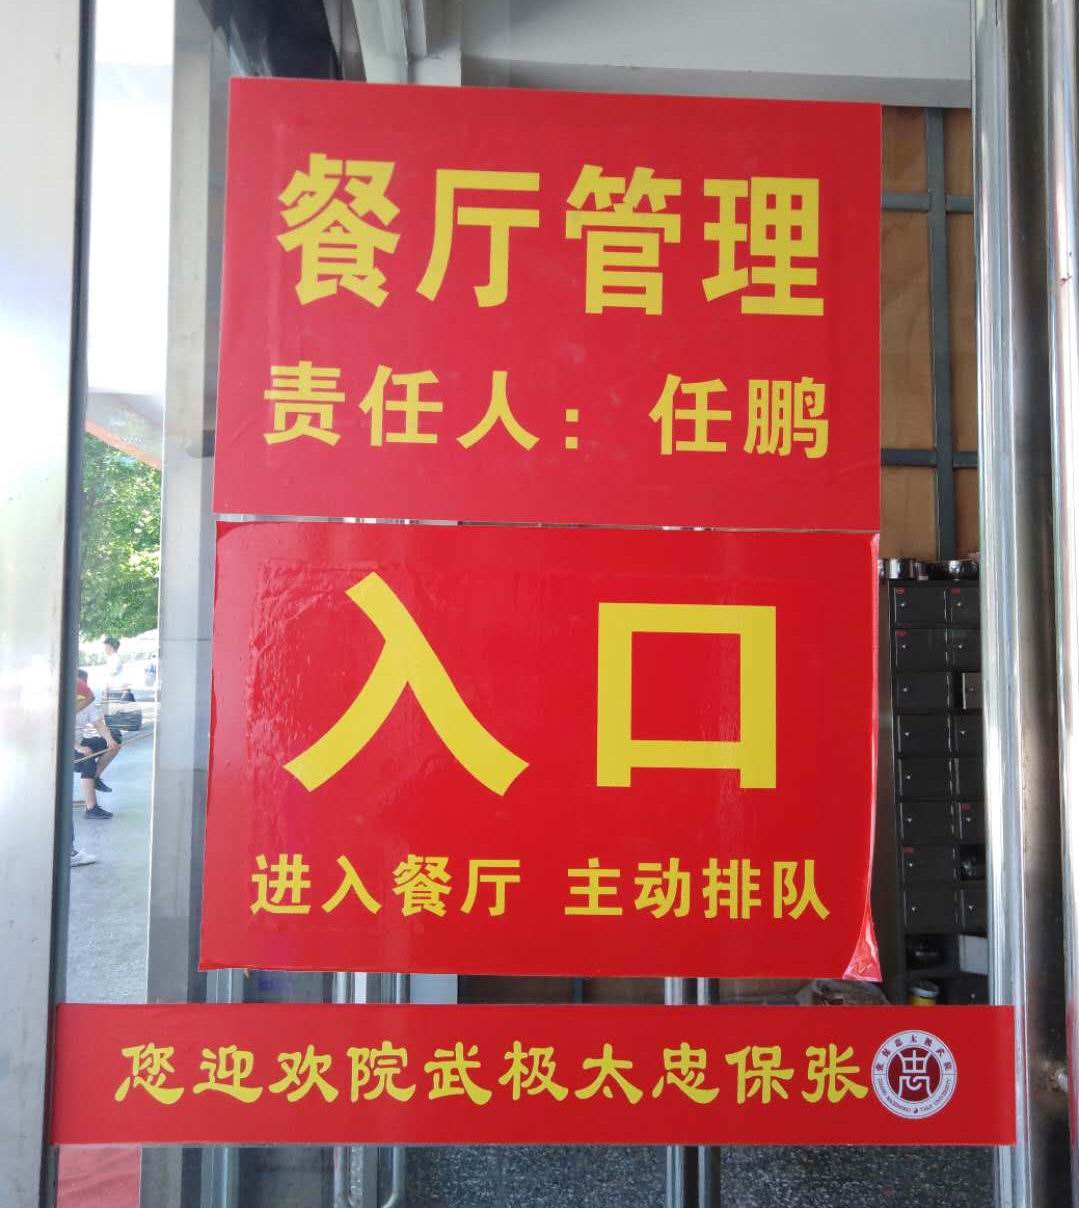 餐厅管理
责任人：任鹏
入口
进入餐厅 主动排队
张保忠太极武院欢迎您